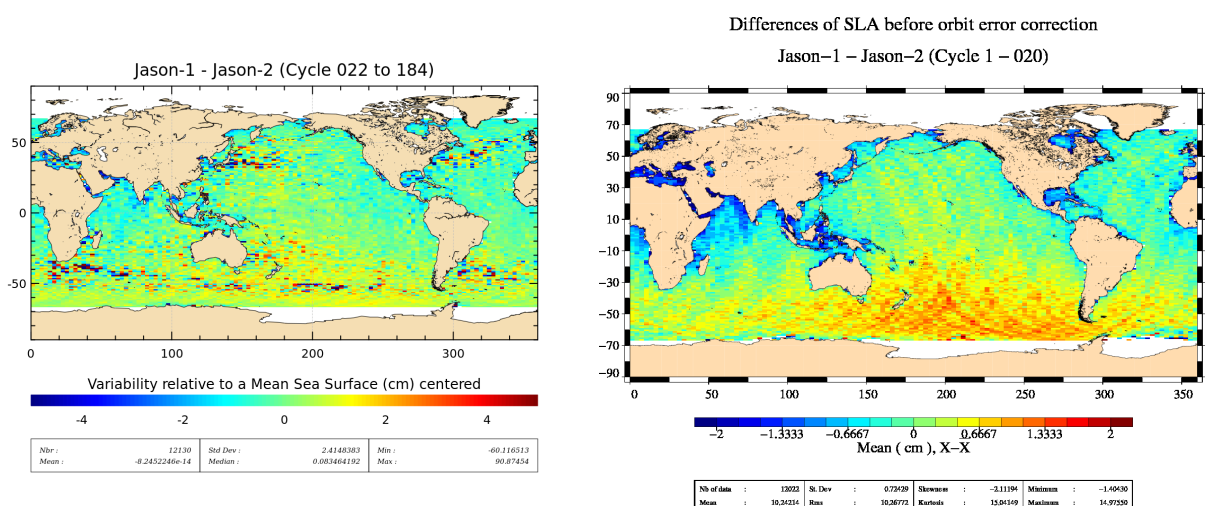 Jason-1 - Jason-2 (Cycle 022 to 184)
50
0
-50
0 100 200 300
Variability relative to a Mean Sea Surface (cm) centered
-4 -2 0 2 4
Nbr : 12130 Std Dev : 2.4148383 Min : -60.116513
Mean : -8.2452246e-14 Median : 0.083464192 Max : 90.87454
Differences of SLA before orbit error correction
Jason−1 − Jason−2 (Cycle 1 − 020)
90
70
50
30
10
−10
−30
−50
−70
−90
0 50 100 150 200 250 300 350
−2 −1.3333 −0.6667 0 0.6667 1.3333 2
Mean ( cm ), X−X
Nb of data : 12022 St. Dev : 0.72429 Skewness : −2.11194 Minimum : −1.40430
Mean : 10.24214 Rms : 10.26772 Kurtosis : 15.04149 Maximum : 14.97550